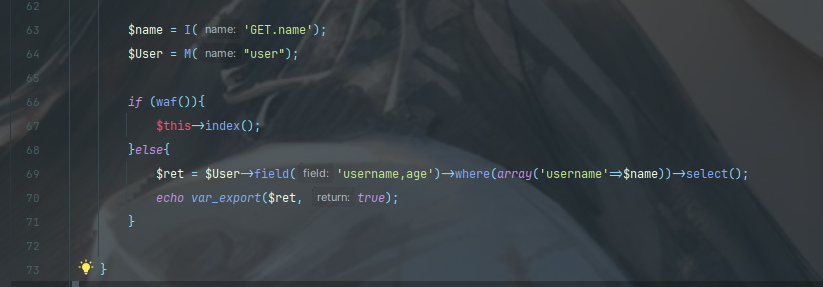 62
63 $name = I( name: 'GET.name');
64 $User = M( name: "user");
65
66 if (waf()){
67 $this->index();
68 }else{
69 $ret = $User->field( field: 'username,age')->where(array('username'=>$name))->select();
70 echo var_export($ret, return: true);
71 }
72
73 }